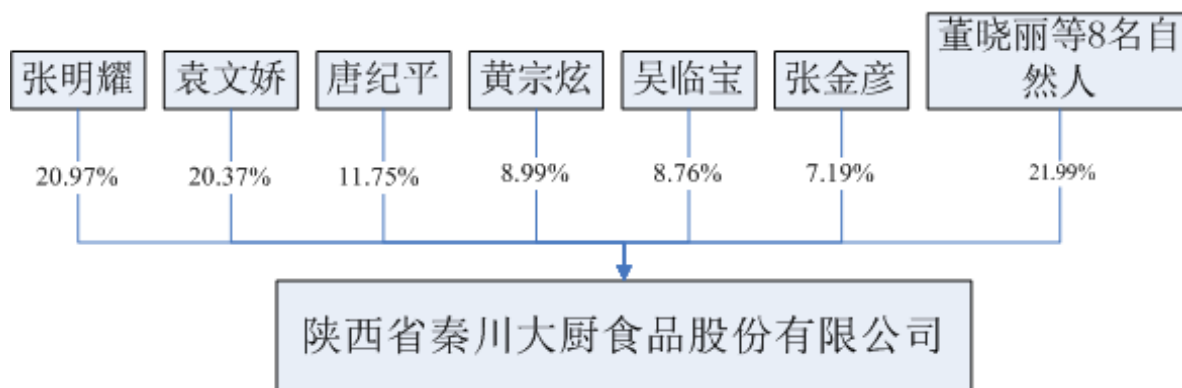 张明耀
袁文娇
唐纪平
黄宗炫
吴临宝
张金彦
董晓丽等8名自
然人
20.97%
20.37%
11.75%
8.99%
8.76%
7.19%
21.99%
陕西省秦川大厨食品股份有限公司